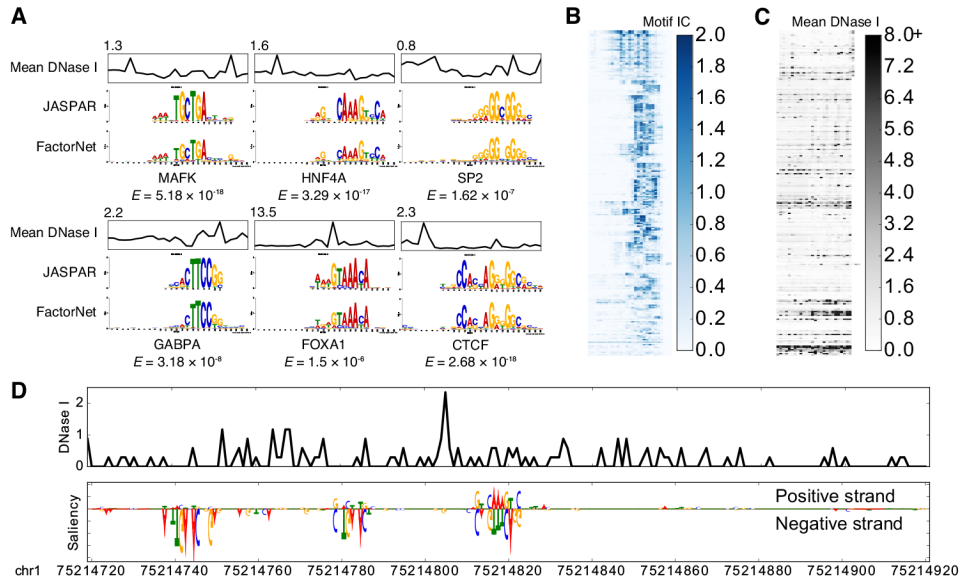 A
B
C
Motif IC
Mean DNase I
1.3
1.6
0.8
Mean DNase I
JASPAR
FactorNet
MAFK
HNF4A
SP2
E = 5.18 × 10-18
E = 3.29 × 10-17
E = 1.62 × 10-7
2.2
13.5
2.3
Mean DNase I
JASPAR
FactorNet
GABPA
FOXA1
CTCF
E = 3.18 × 10-8
E = 1.5 × 10-6
E = 2.68 × 10-18
2.0
1.8
1.6
1.4
1.2
1.0
0.8
0.6
0.4
0.2
0.0
8.0+
7.2
6.4
5.6
4.8
4.0
3.2
2.4
1.6
0.8
0.0
D
DNase I
2
1
0
Saliency
Positive strand
Negative strand
chr1 75214720 75214740 75214760 75214780 75214800 75214820 75214840 75214860 75214880 75214900 75214920